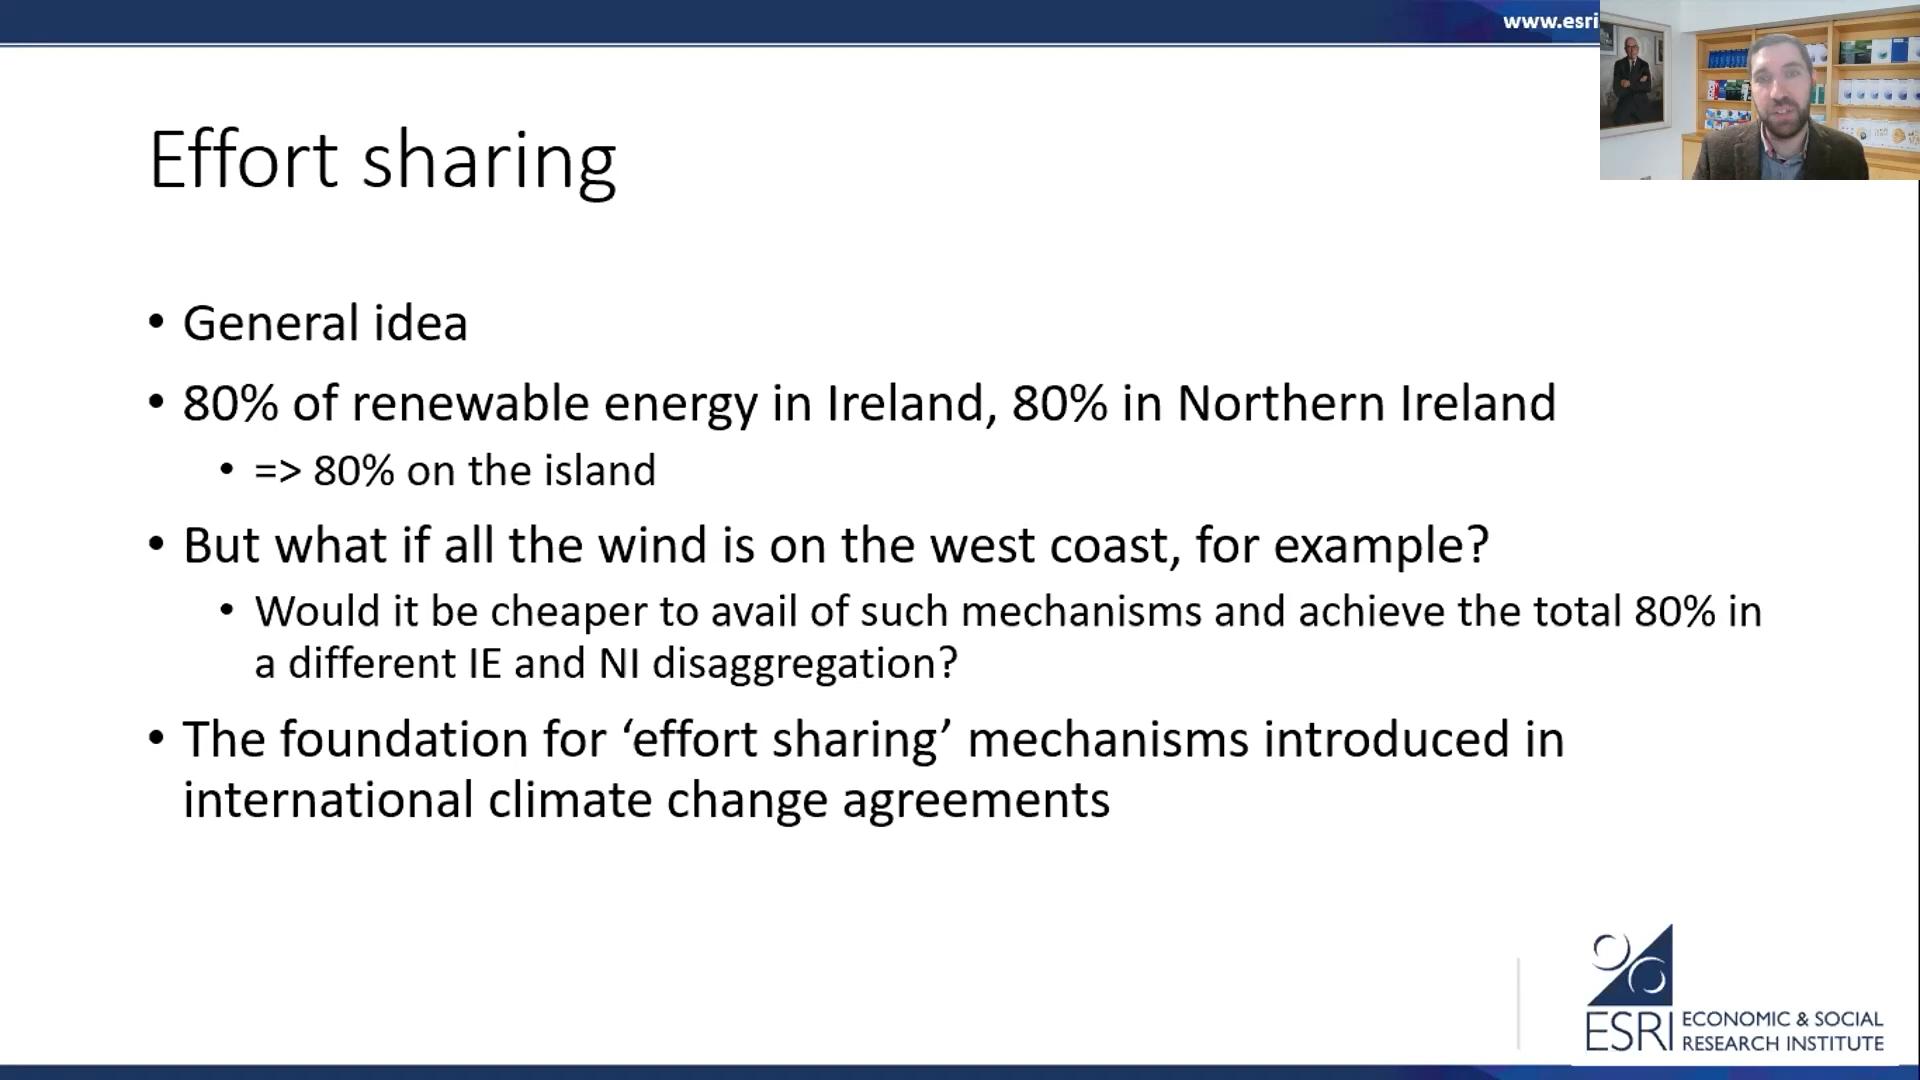 www.esri
Effort sharing
• General idea
• 80% of renewable energy in Ireland, 80% in Northern Ireland
• => 80% on the island
• But what if all the wind is on the west coast, for example?
• Would it be cheaper to avail of such mechanisms and achieve the total 80% in
a different IE and NI disaggregation?
• The foundation for ‘effort sharing’ mechanisms introduced in
international climate change agreements
ESRI
ECONOMIC & SOCIAL
RESEARCH INSTITUTE